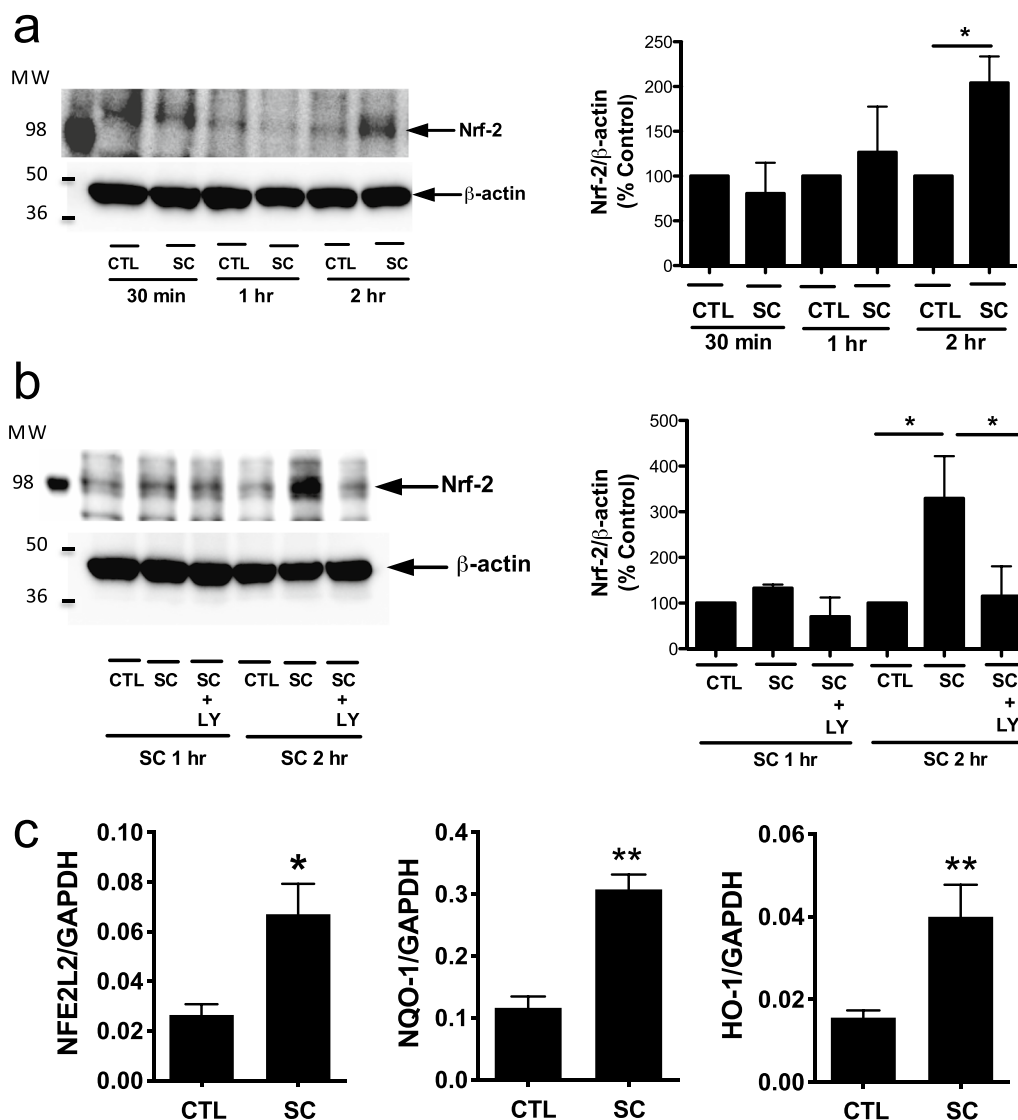 a
MW
98
Nrf-2
50
β-actin
36
CTL SC CTL SC CTL SC
30 min 1 hr 2 hr
Nrf-2/β-actin
(% Control)
250
200
150
100
50
0
*
CTL SC CTL SC CTL SC
30 min 1 hr 2 hr
b
MW
98
Nrf-2
50
β-actin
36
CTL SC SC CTL SC SC
+ +
LY LY
SC 1 hr SC 2 hr
Nrf-2/β-actin
(% Control)
500
400
300
200
100
0
* *
CTL SC SC CTL SC SC
+ +
LY LY
SC 1 hr SC 2 hr
c
NFE2L2/GAPDH
0.10
0.08
0.06
0.04
0.02
0.00
*
CTL SC
NQO-1/GAPDH
0.4
0.3
0.2
0.1
0.0
**
CTL SC
HO-1/GAPDH
0.06
0.04
0.02
0.00
**
CTL SC